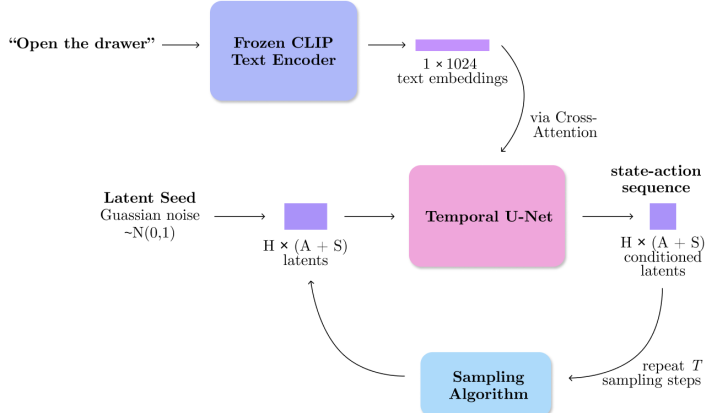 “Open the drawer”
Frozen CLIP
Text Encoder
1 × 1024
text embeddings
via Cross-
Attention
Latent Seed
Guassian noise
~N(0,1)
H × (A + S)
latents
Temporal U-Net
state-action
sequence
H × (A + S)
conditioned
latents
Sampling
Algorithm
repeat T
sampling steps